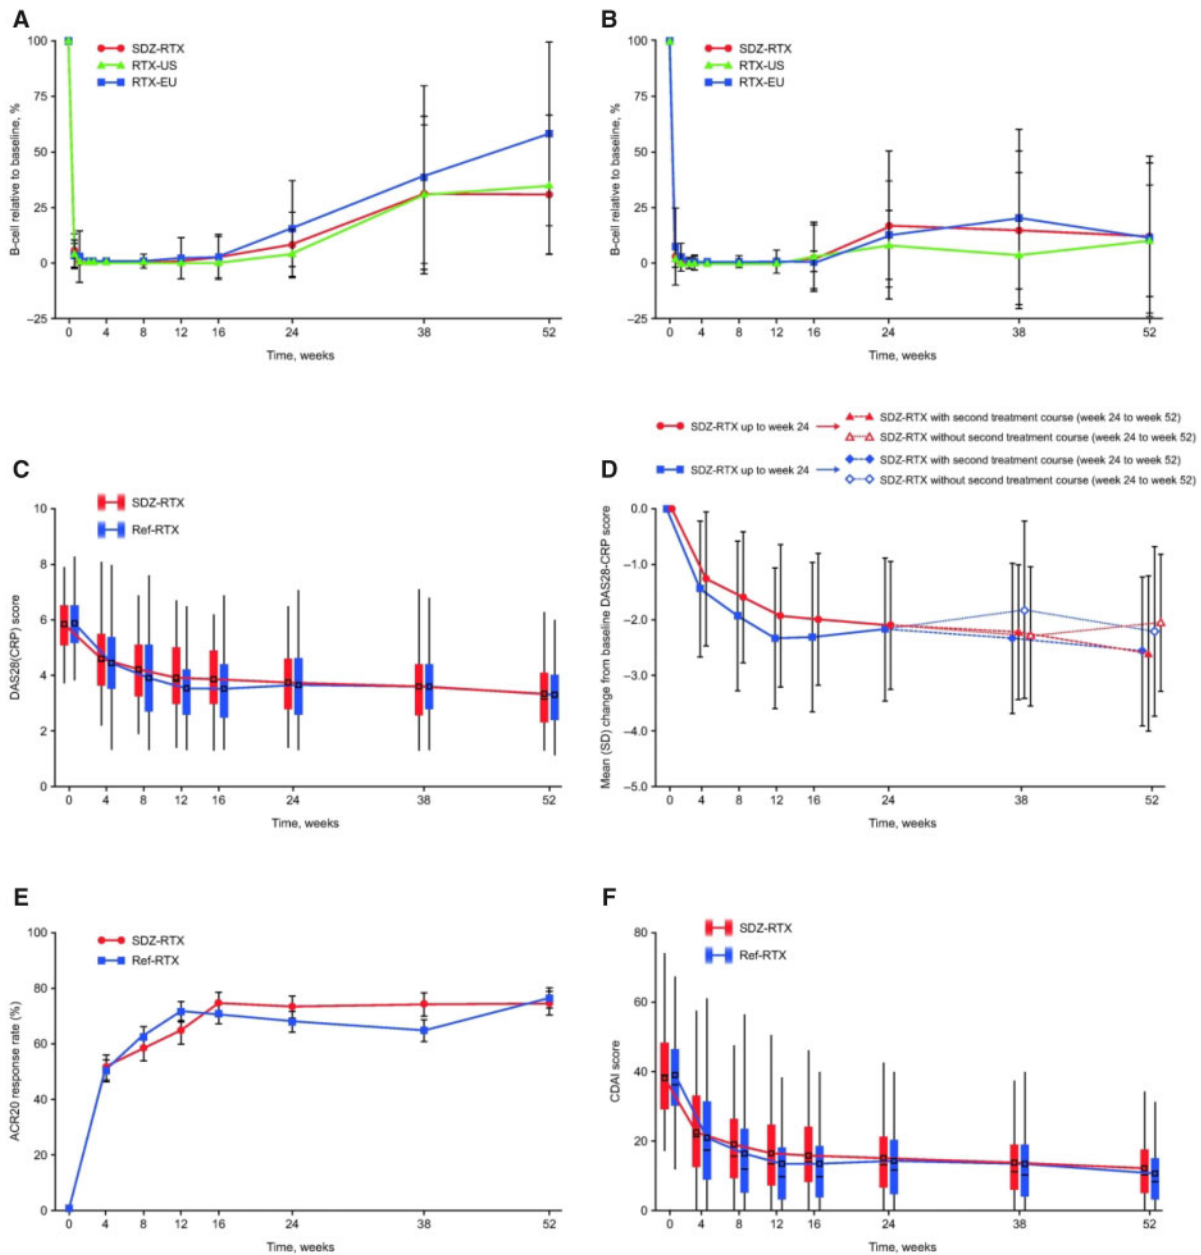 A
100
75
50
25
0
–25
B-cell relative to baseline, %
SDZ-RTX
RTX-US
RTX-EU
0 4 8 12 16 24 38 52
Time, weeks
B
100
75
50
25
0
–25
B-cell relative to baseline, %
SDZ-RTX
RTX-US
RTX-EU
0 4 8 12 16 24 38 52
Time, weeks
C
SDZ-RTX
Ref-RTX
10
8
6
4
2
0
DAS28(CRP) score
0 4 8 12 16 24 38 52
Time, weeks
D
SDZ-RTX up to week 24
SDZ-RTX with second treatment course (week 24 to week 52)
SDZ-RTX without second treatment course (week 24 to week 52)
SDZ-RTX up to week 24
SDZ-RTX with second treatment course (week 24 to week 52)
SDZ-RTX without second treatment course (week 24 to week 52)
0.0
–1.0
–2.0
–3.0
–4.0
–5.0
Mean (SD) change from baseline DAS28-CRP score
0 4 8 12 16 24 38 52
Time, weeks
E
100
80
60
40
20
0
ACR20 response rate (%)
SDZ-RTX
Ref-RTX
0 4 8 12 16 24 38 52
Time, weeks
F
80
60
40
20
0
CDAI score
SDZ-RTX
Ref-RTX
0 4 8 12 16 24 38 52
Time, weeks